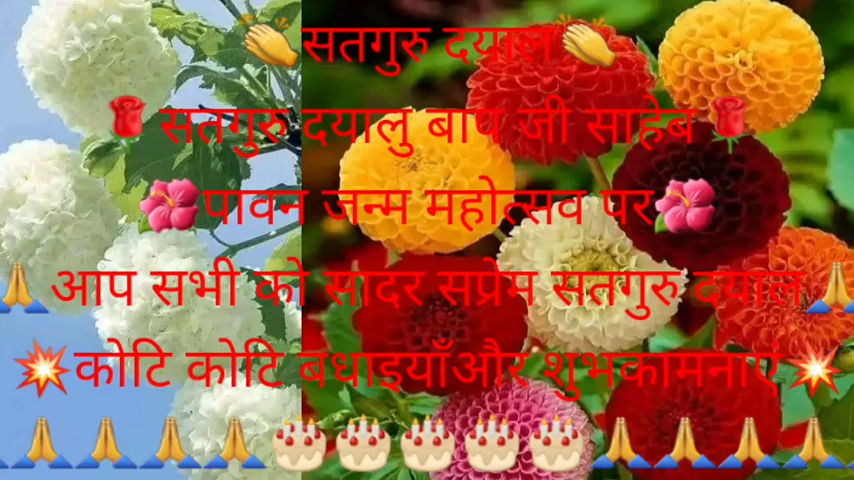 👏सतगुरु दयाल👏
🌹सतगुरु दयालु बाप जी साहेब🌹
🌺पावन जन्म महोत्सव पर🌺
🙏आप सभी को सादर सप्रेम सतगुरु दयाल🙏
💥कोटि कोटि बधाइयाँऔर शुभकामनाएं💥
🙏🙏🙏🙏🎂🎂🎂🎂🎂🙏🙏🙏🙏